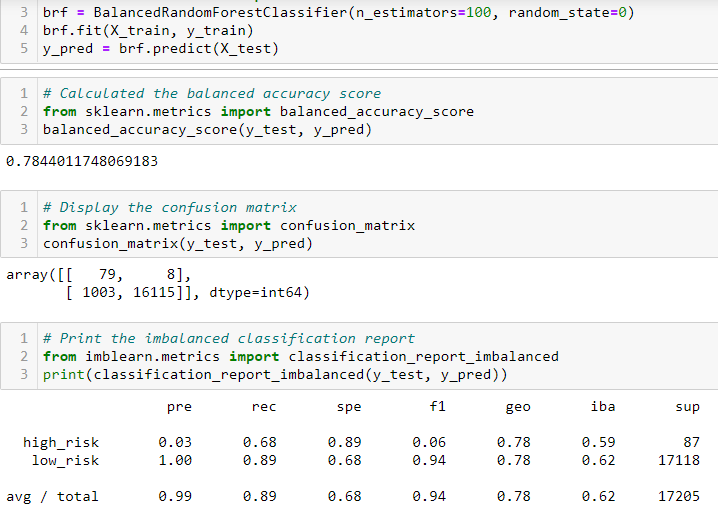 3 brf = BalancedRandomForestClassifier(n_estimators=100, random_state=0)
4 brf.fit(X_train, y_train)
5 y_pred = brf.predict(X_test)
1 # Calculated the balanced accuracy score
2 from sklearn.metrics import balanced_accuracy_score
3 balanced_accuracy_score(y_test, y_pred)
0.7844011748069183
1 # Display the confusion matrix
2 from sklearn.metrics import confusion_matrix
3 confusion_matrix(y_test, y_pred)
array([[   79,     8],
       [ 1003, 16115]], dtype=int64)
1 # Print the imbalanced classification report
2 from imblearn.metrics import classification_report_imbalanced
3 print(classification_report_imbalanced(y_test, y_pred))
pre rec spe f1 geo iba sup
high_risk 0.03 0.68 0.89 0.06 0.78 0.59 87
low_risk 1.00 0.89 0.68 0.94 0.78 0.62 17118
avg / total 0.99 0.89 0.68 0.94 0.78 0.62 17205